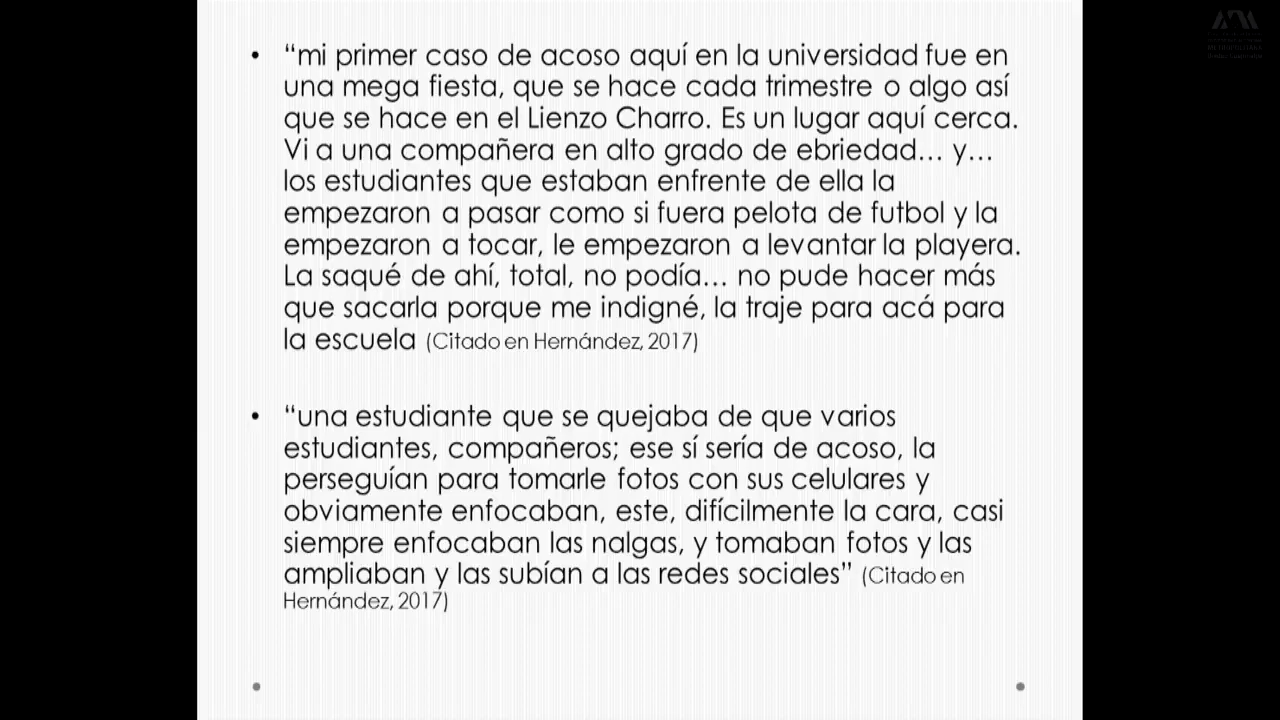 • “mi primer caso de acoso aquí en la universidad fue en
una mega fiesta, que se hace cada trimestre o algo así
que se hace en el Lienzo Charro. Es un lugar aquí cerca.
Vi a una compañera en alto grado de ebriedad… y…
los estudiantes que estaban enfrente de ella la
empezaron a pasar como si fuera pelota de futbol y la
empezaron a tocar, le empezaron a levantar la playera.
La saqué de ahí, total, no podía… no pude hacer más
que sacarla porque me indigné, la traje para acá para
la escuela (Citado en Hernández, 2017)
• “una estudiante que se quejaba de que varios
estudiantes, compañeros; ese sí sería de acoso, la
perseguían para tomarle fotos con sus celulares y
obviamente enfocaban, este, difícilmente la cara, casi
siempre enfocaban las nalgas, y tomaban fotos y las
ampliaban y las subían a las redes sociales” (Citado en
Hernández, 2017)